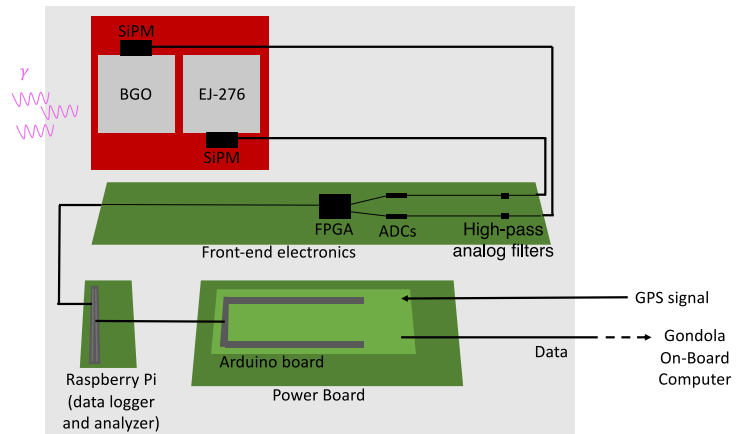 SiPM
γ
BGO
EJ-276
SiPM
FPGA
ADCs
High-pass
analog filters
Front-end electronics
GPS signal
Arduino board
Data
Gondola
On-Board
Computer
Raspberry Pi
(data logger
and analyzer)
Power Board